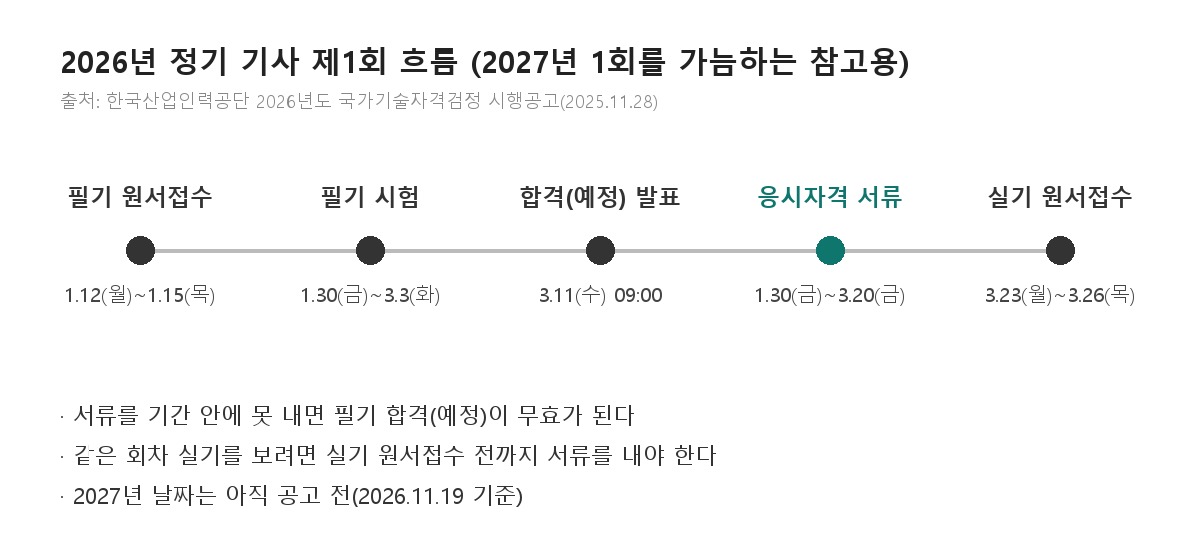 2026년 정기 기사 제1회 흐름 (2027년 1회를 가늠하는 참고용)
출처: 한국산업인력공단 2026년도 국가기술자격검정 시행공고(2025.11.28)
필기 원서접수 필기 시험 합격(예정) 발표 응시자격 서류 실기 원서접수
1.12(월)~1.15(목) 1.30(금)~3.3(화) 3.11(수) 09:00 1.30(금)~3.20(금) 3.23(월)~3.26(목)
· 서류를 기간 안에 못 내면 필기 합격(예정)이 무효가 된다
· 같은 회차 실기를 보려면 실기 원서접수 전까지 서류를 내야 한다
· 2027년 날짜는 아직 공고 전(2026.11.19 기준)